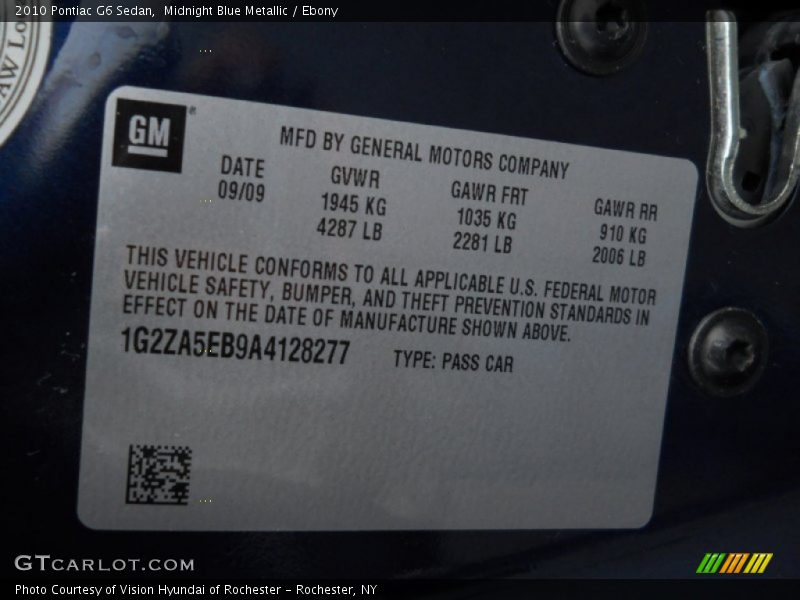 2010 Pontiac G6 Sedan, Midnight Blue Metallic / Ebony
AW LO
GM
MFD BY GENERAL MOTORS COMPANY
DATE GVWR GAWR FRT GAWR RR
09/09 1945 KG 1035 KG 910 KG
4287 LB 2281 LB 2006 LB
THIS VEHICLE CONFORMS TO ALL APPLICABLE U.S. FEDERAL MOTOR
VEHICLE SAFETY, BUMPER, AND THEFT PREVENTION STANDARDS IN
EFFECT ON THE DATE OF MANUFACTURE SHOWN ABOVE.
1G2ZA5EB9A4128277 TYPE: PASS CAR
GTCARLOT.COM
Photo Courtesy of Vision Hyundai of Rochester - Rochester, NY